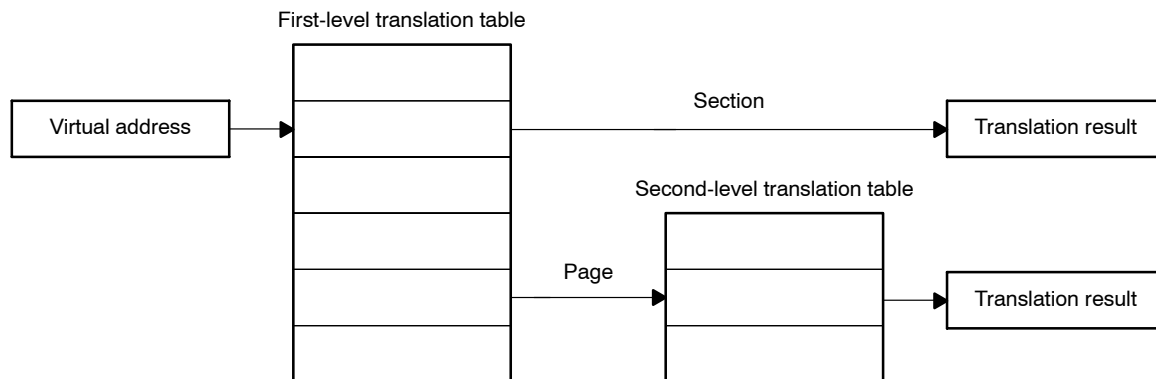 First-level translation table
Section
Virtual address
Translation result
Second-level translation table
Page
Translation result